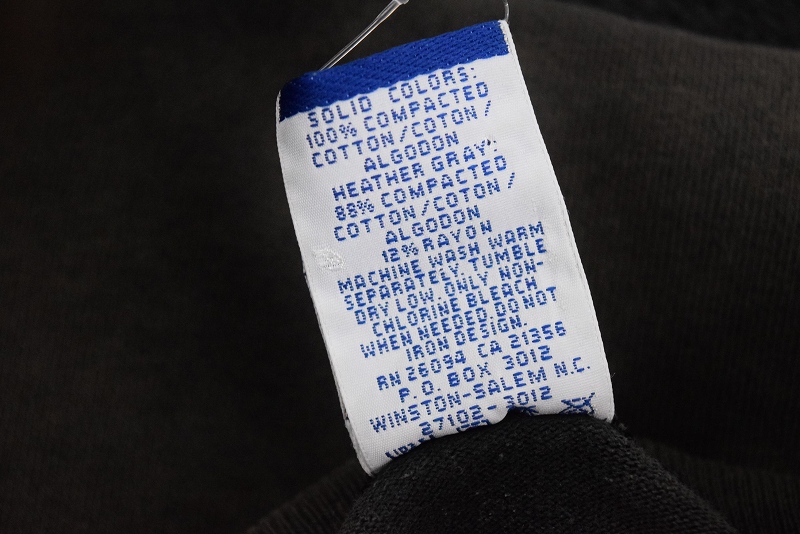 SOLID COLORS:
100% COMPACTED
COTTON/COTON/
ALGODON
HEATHER GRAY:
88% COMPACTED
COTTON/COTON/
ALGODON
12% RAYON
MACHINE WASH WARM
SEPARATELY. TUMBLE
DRY LOW. ONLY NON-
CHLORINE BLEACH
WHEN NEEDED. DO NOT
IRON DESIGN.
RN 26094 CA 21358
P.O. BOX 3012
WINSTON-SALEM N.C.
27102-3012